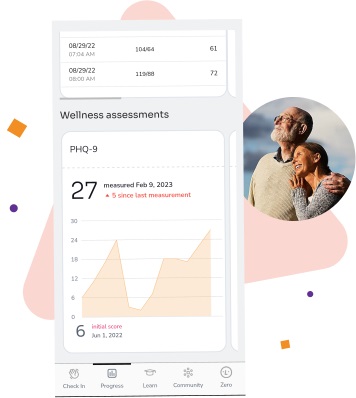 08/29/22
07:04 AM
104/64
61
08/29/22
08:00 AM
119/88
72
Wellness assessments
PHQ-9
27 measured Feb 9, 2023
▲ 5 since last measurement
30
24
18
12
6
0
6 initial score
Jun 1, 2022
Check In
Progress
Learn
Community
Zero